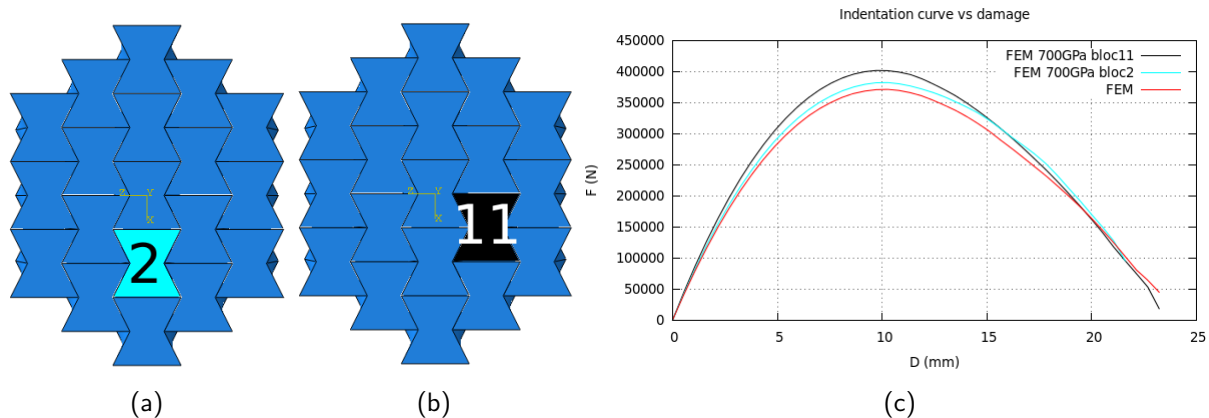 Z Y
X
2
Z Y
X
11
Indentation curve vs damage
450000
400000
350000
300000
250000
200000
150000
100000
50000
0
F (N)
FEM 700GPa bloc11
FEM 700GPa bloc2
FEM
0 5 10 15 20 25
D (mm)
(a) (b) (c)